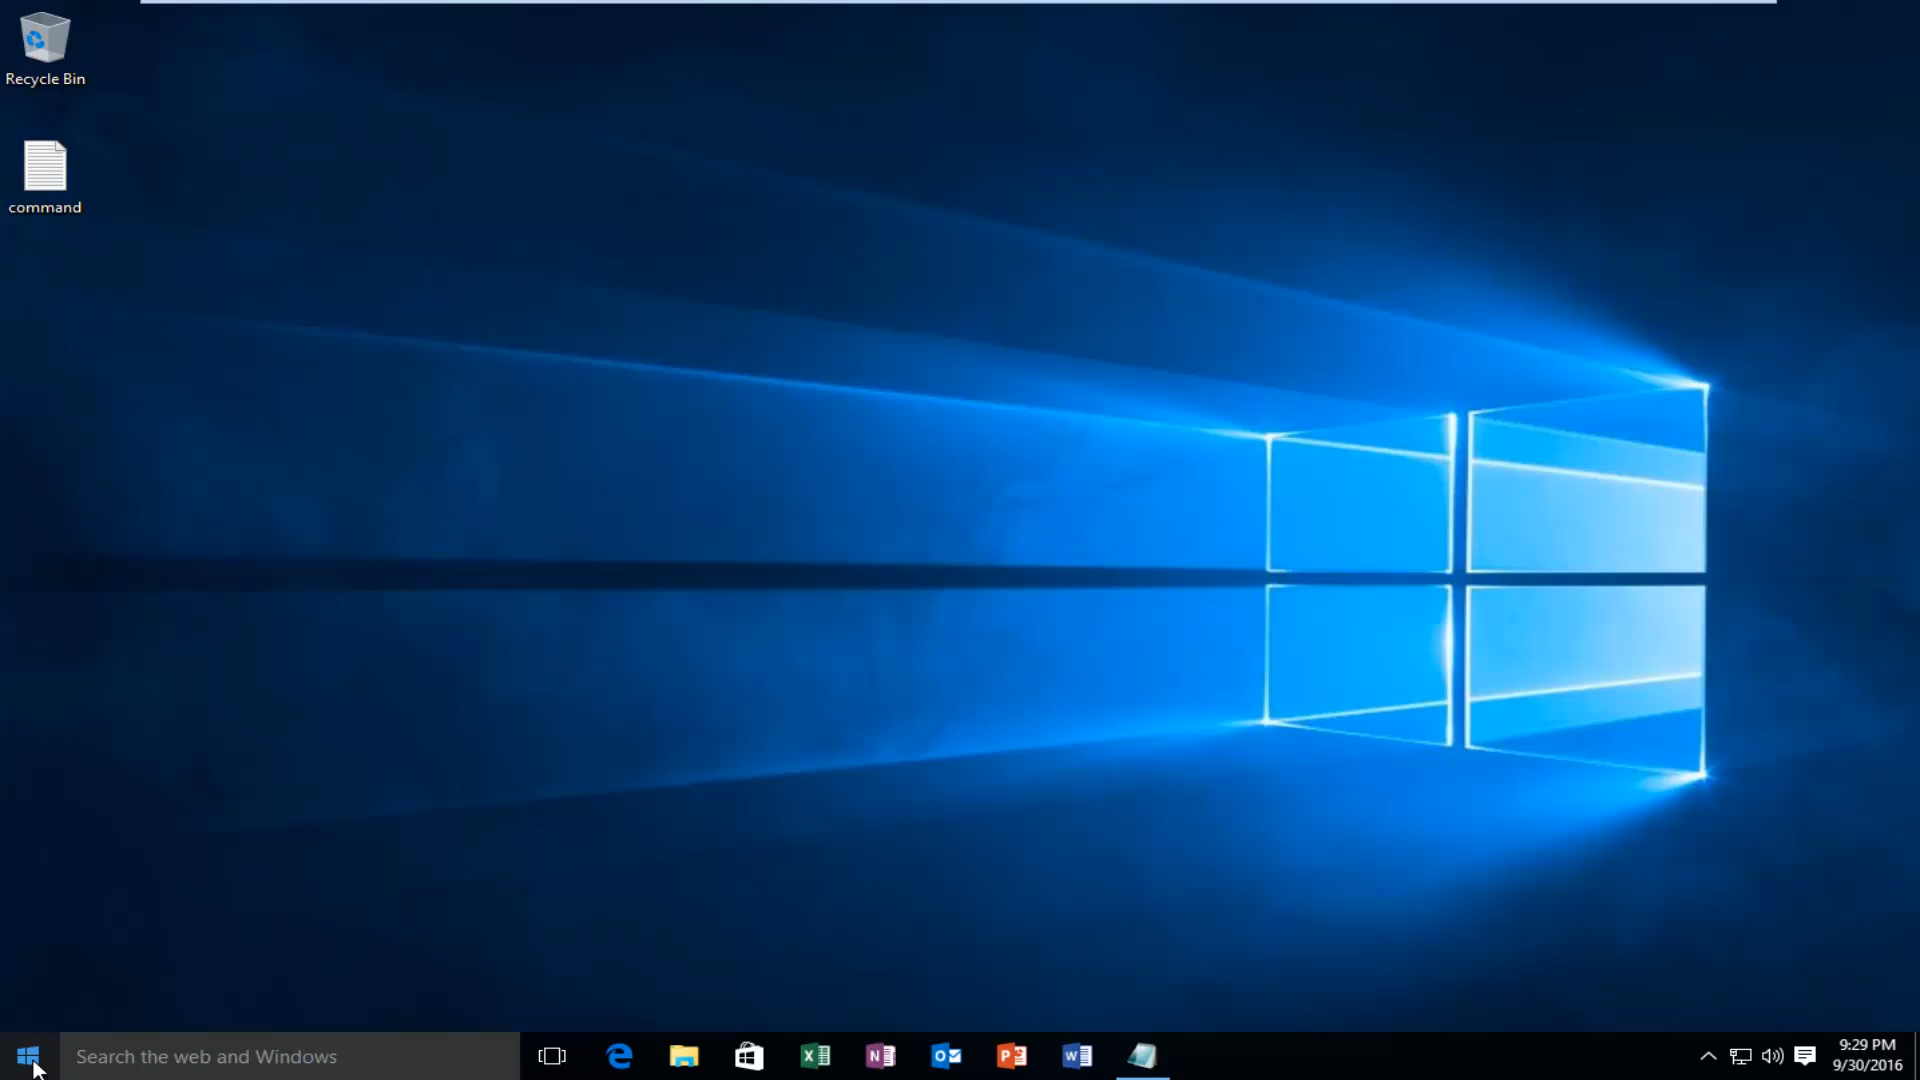 Recycle Bin
command
Search the web and Windows
9:29 PM
9/30/2016